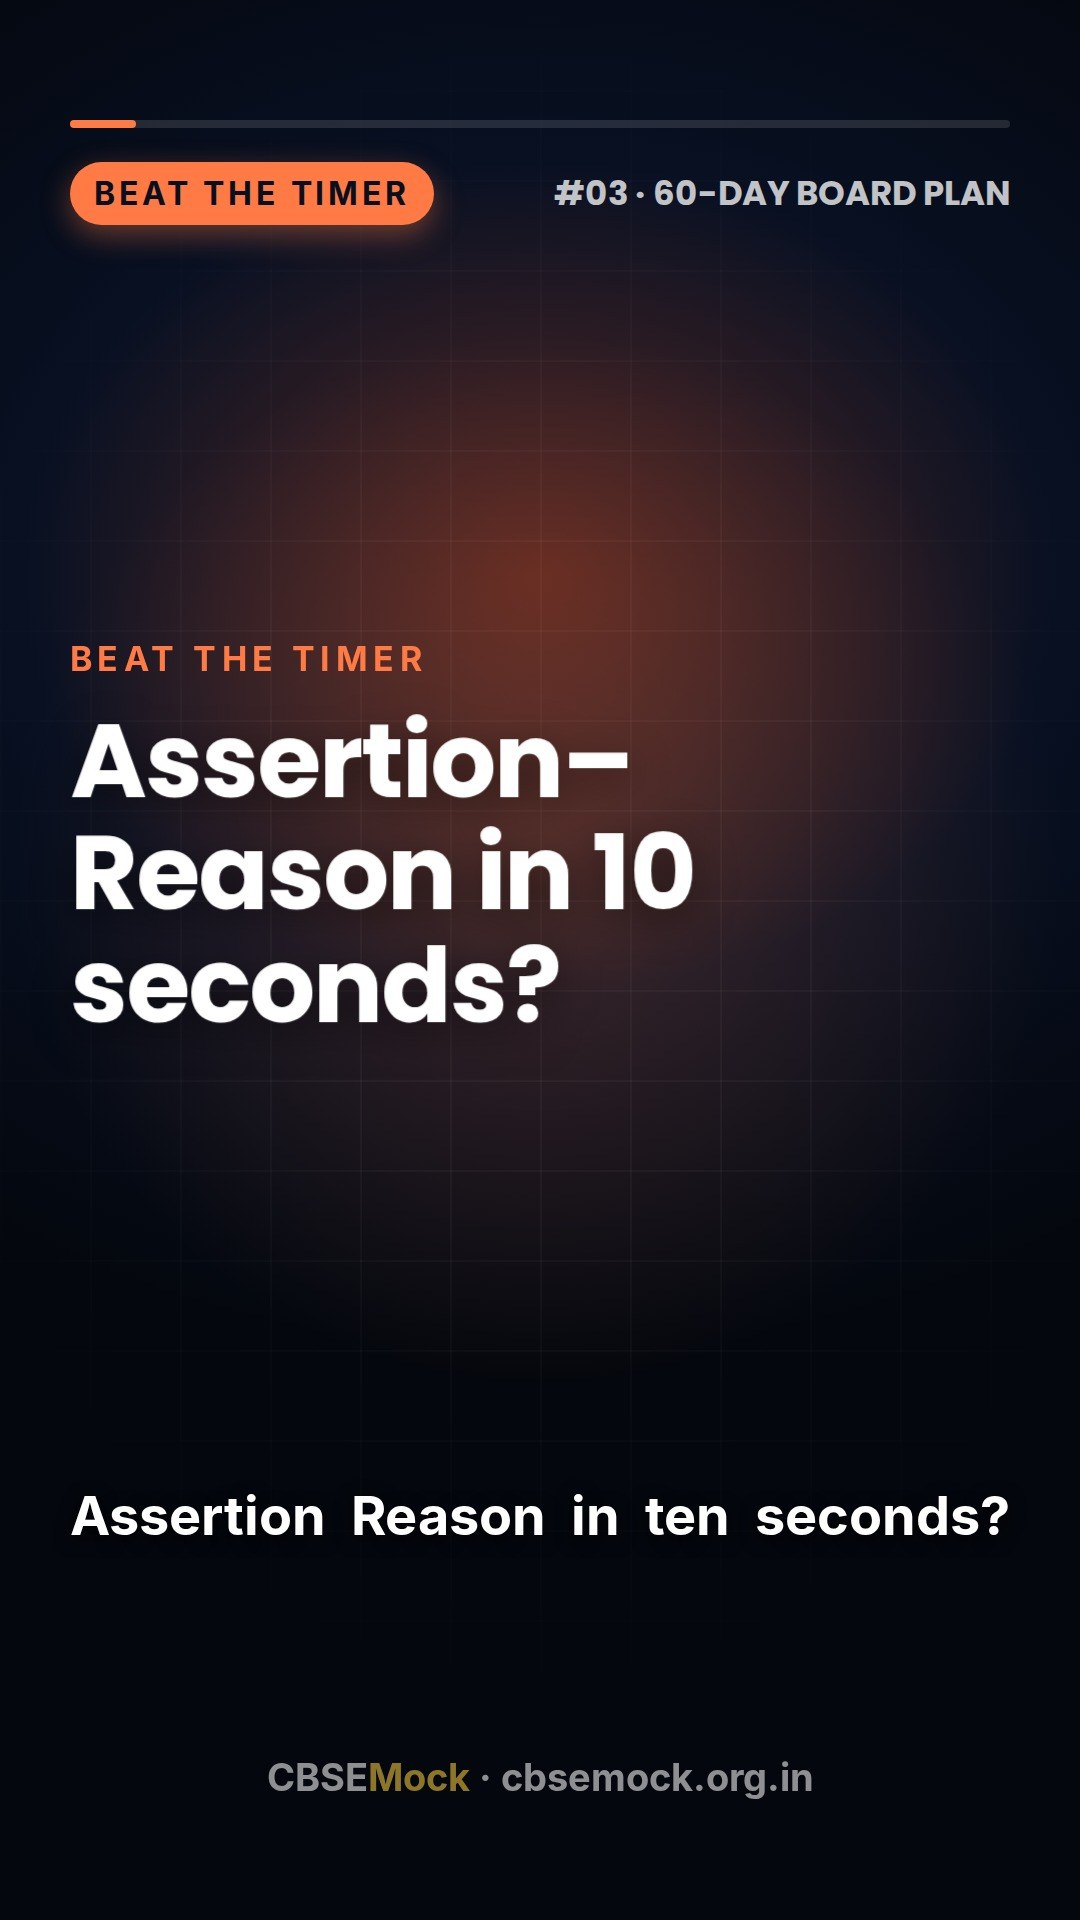 BEAT THE TIMER
#03 · 60-DAY BOARD PLAN
BEAT THE TIMER
Assertion–
Reason in 10
seconds?
Assertion Reason in ten seconds?
CBSEMock · cbsemock.org.in